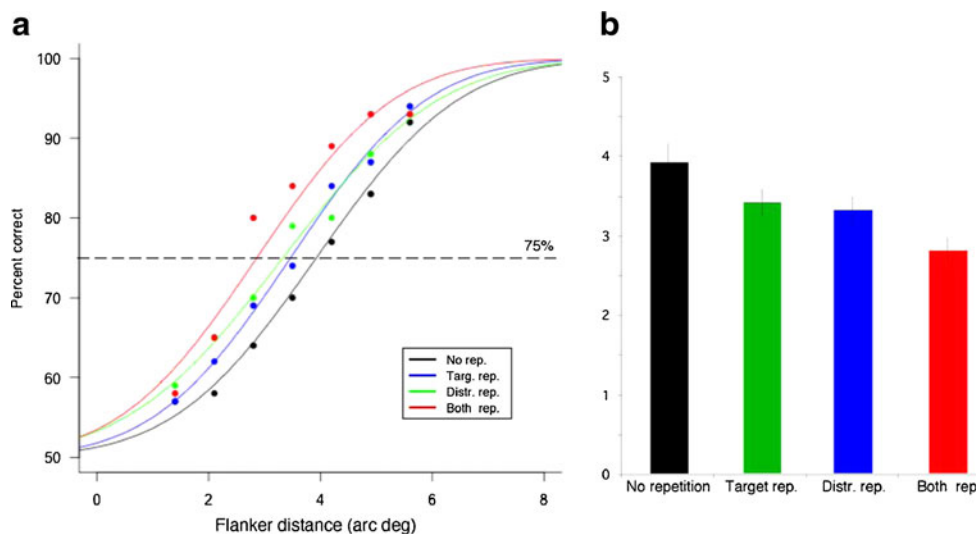 a
100
90
80
70
60
50
Percent correct
75%
No rep.
Targ. rep.
Distr. rep.
Both rep.
0 2 4 6 8
Flanker distance (arc deg)
b
5
4
3
2
1
0
No repetition Target rep. Distr. rep. Both rep.